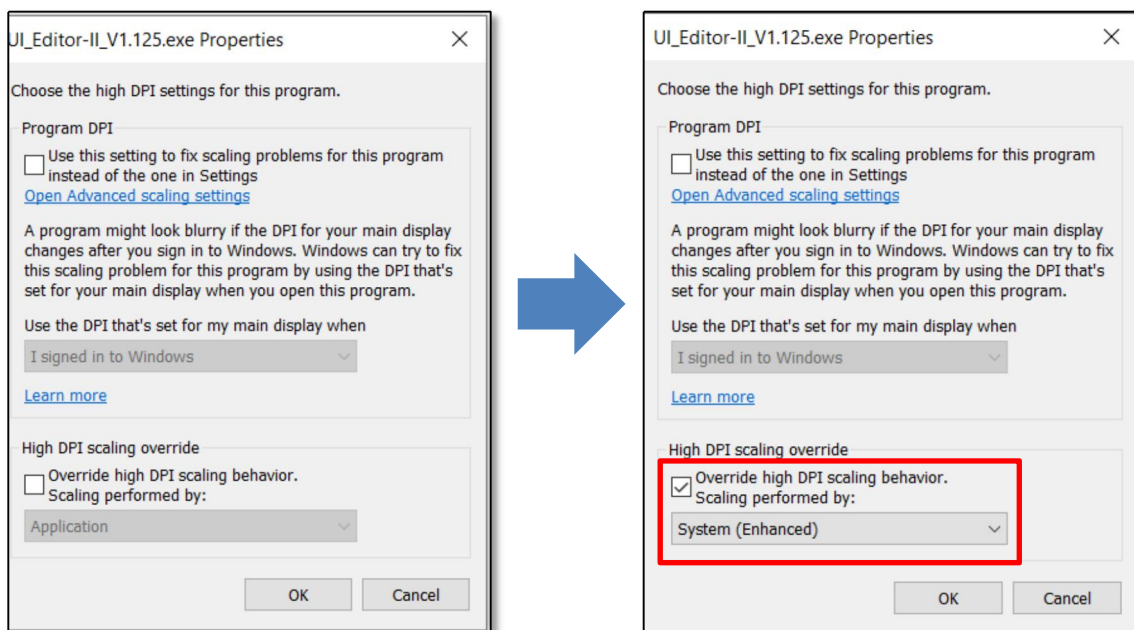 UI_Editor-II_V1.125.exe Properties
Choose the high DPI settings for this program.
Program DPI
Use this setting to fix scaling problems for this program
instead of the one in Settings
Open Advanced scaling settings
A program might look blurry if the DPI for your main display
changes after you sign in to Windows. Windows can try to fix
this scaling problem for this program by using the DPI that's
set for your main display when you open this program.
Use the DPI that's set for my main display when
I signed in to Windows
Learn more
High DPI scaling override
Override high DPI scaling behavior.
Scaling performed by:
Application
OK
Cancel
UI_Editor-II_V1.125.exe Properties
Choose the high DPI settings for this program.
Program DPI
Use this setting to fix scaling problems for this program
instead of the one in Settings
Open Advanced scaling settings
A program might look blurry if the DPI for your main display
changes after you sign in to Windows. Windows can try to fix
this scaling problem for this program by using the DPI that's
set for your main display when you open this program.
Use the DPI that's set for my main display when
I signed in to Windows
Learn more
High DPI scaling override
Override high DPI scaling behavior.
Scaling performed by:
System (Enhanced)
OK
Cancel